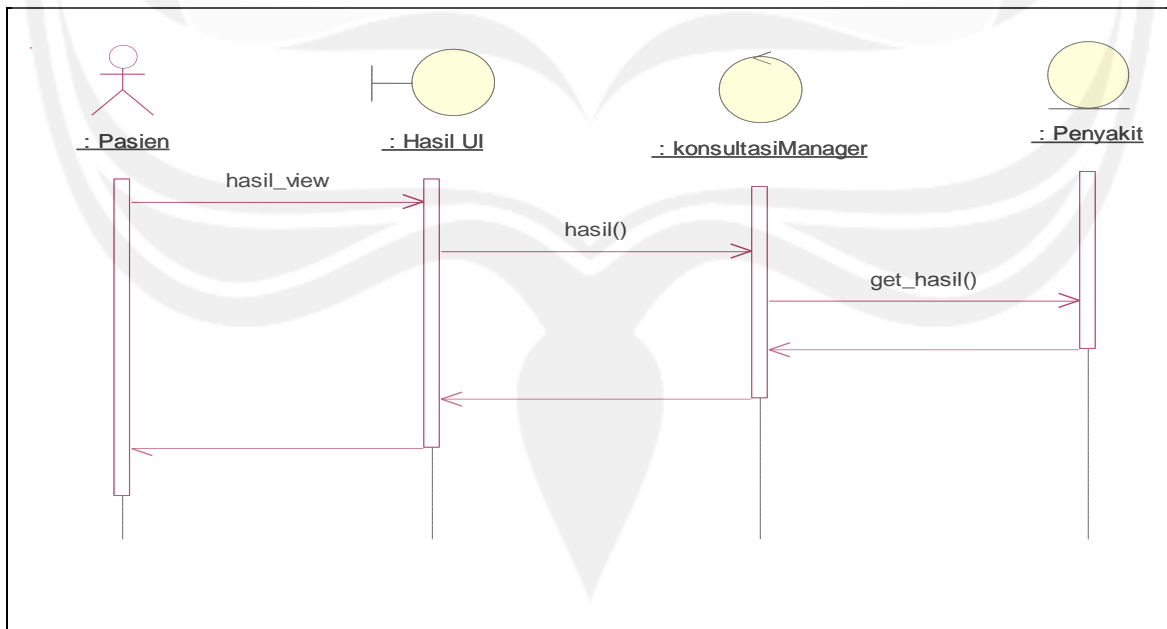 : Pasien
: Hasil UI
: konsultasiManager
: Penyakit
hasil_view
hasil()
get_hasil()